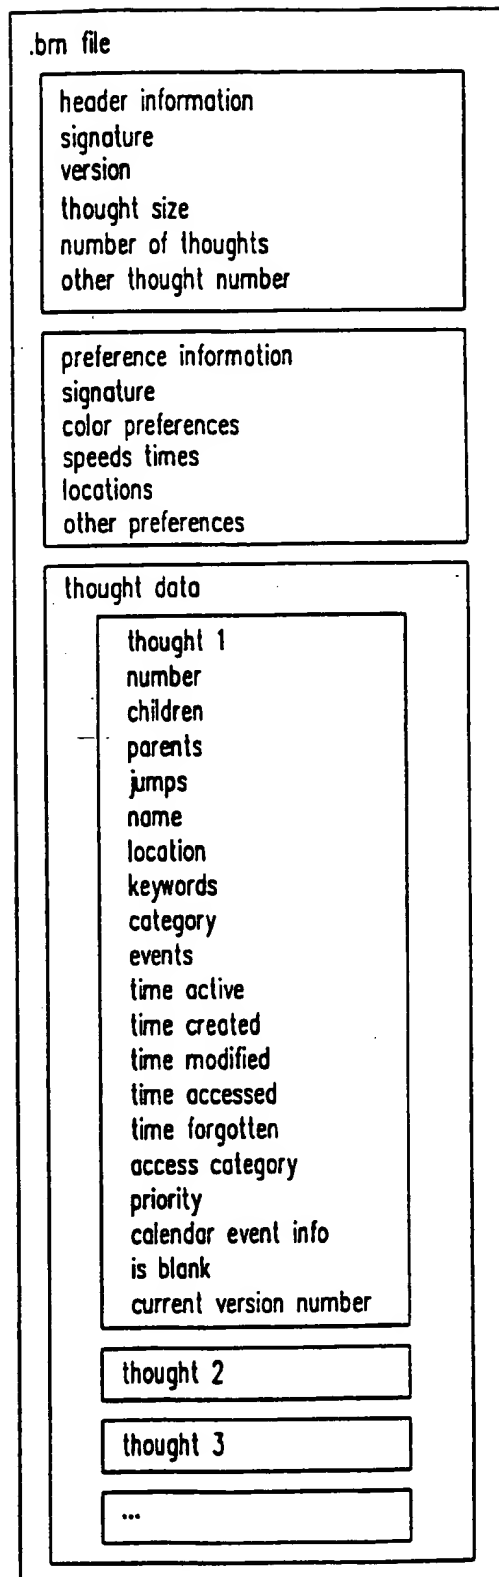 .brn file
header information
signature
version
thought size
number of thoughts
other thought number
preference information
signature
color preferences
speeds times
locations
other preferences
thought data
thought 1
number
children
parents
jumps
name
location
keywords
category
events
time active
time created
time modified
time accessed
time forgotten
access category
priority
calendar event info
is blank
current version number
thought 2
thought 3
...